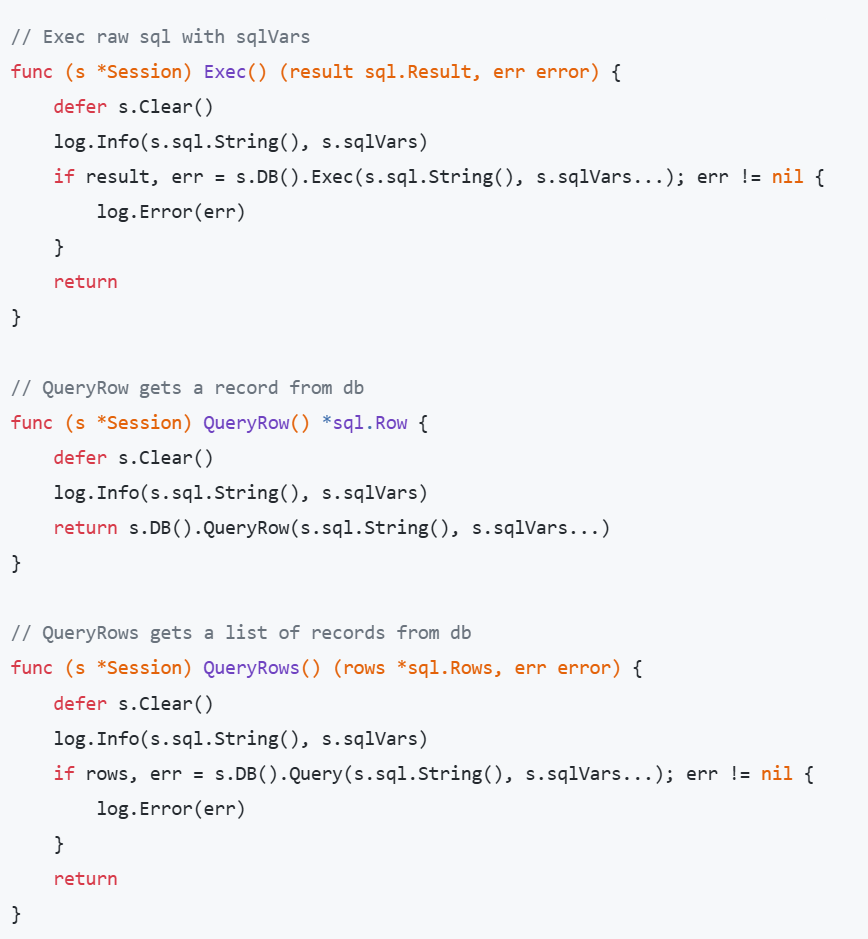 // Exec raw sql with sqlVars
func (s *Session) Exec() (result sql.Result, err error) {
    defer s.Clear()
    log.Info(s.sql.String(), s.sqlVars)
    if result, err = s.DB().Exec(s.sql.String(), s.sqlVars...); err != nil {
        log.Error(err)
    }
    return
}

// QueryRow gets a record from db
func (s *Session) QueryRow() *sql.Row {
    defer s.Clear()
    log.Info(s.sql.String(), s.sqlVars)
    return s.DB().QueryRow(s.sql.String(), s.sqlVars...)
}

// QueryRows gets a list of records from db
func (s *Session) QueryRows() (rows *sql.Rows, err error) {
    defer s.Clear()
    log.Info(s.sql.String(), s.sqlVars)
    if rows, err = s.DB().Query(s.sql.String(), s.sqlVars...); err != nil {
        log.Error(err)
    }
    return
}